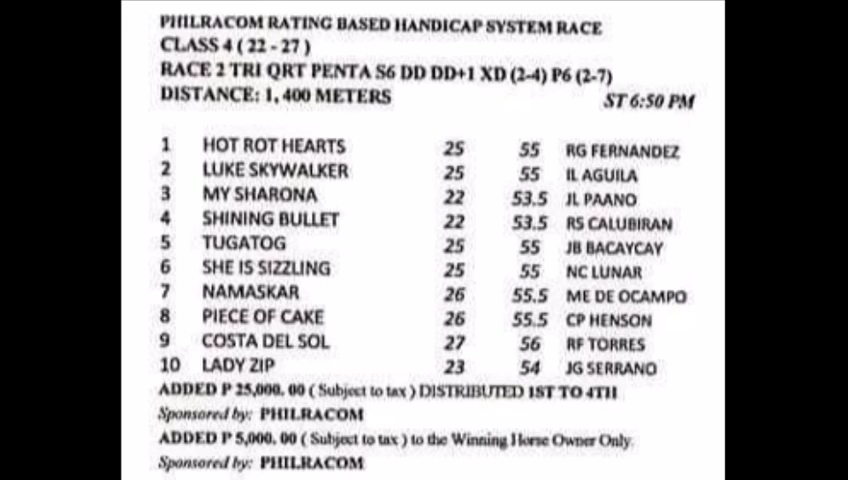 PHILRACOM RATING BASED HANDICAP SYSTEM RACE
CLASS 4 ( 22 - 27 )
RACE 2 TRI QRT PENTA S6 DD DD+1 XD (2-4) P6 (2-7)
DISTANCE: 1, 400 METERS ST 6:50 PM
1 HOT ROT HEARTS 25 55 RG FERNANDEZ
2 LUKE SKYWALKER 25 55 IL AGUILA
3 MY SHARONA 22 53.5 JL PAANO
4 SHINING BULLET 22 53.5 RS CALUBIRAN
5 TUGATOG 25 55 JB BACAYCAY
6 SHE IS SIZZLING 25 55 NC LUNAR
7 NAMASKAR 26 55.5 ME DE OCAMPO
8 PIECE OF CAKE 26 55.5 CP HENSON
9 COSTA DEL SOL 27 56 RF TORRES
10 LADY ZIP 23 54 JG SERRANO
ADDED P 25,000. 00 ( Subject to tax ) DISTRIBUTED 1ST TO 4TH
Sponsored by: PHILRACOM
ADDED P 5,000. 00 ( Subject to tax ) to the Winning Horse Owner Only.
Sponsored by: PHILRACOM